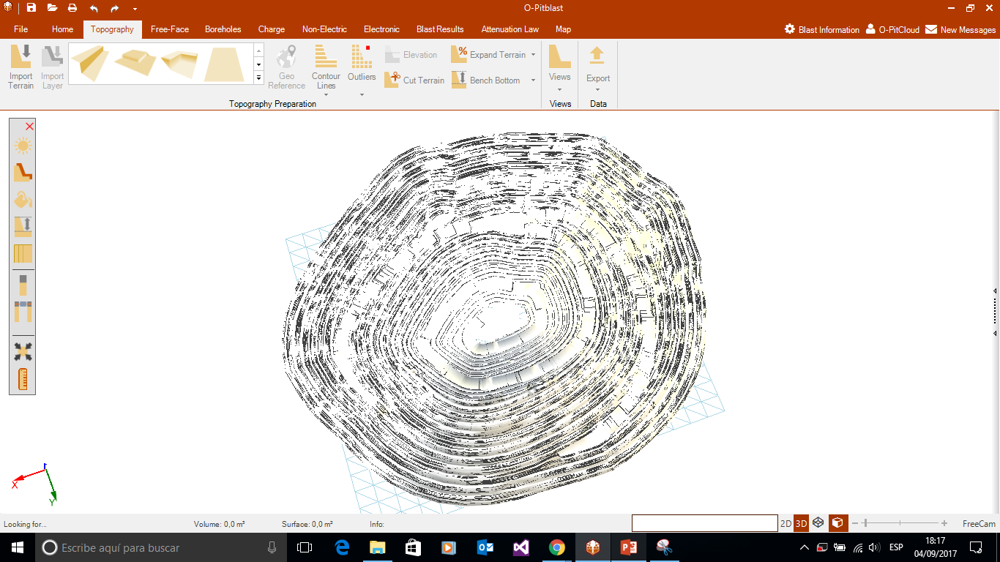 O-Pitblast
File Home Topography Free-Face Boreholes Charge Non-Electric Electronic Blast Results Attenuation Law Map Blast Information O-PitCloud New Messages
Import Terrain
Import Layer
Geo Reference
Contour Lines
Outliers
Elevation
Cut Terrain
% Expand Terrain
Bench Bottom
Views
Export
Topography Preparation Views Data
X
Y
Looking for... Volume: 0,0 m³ Surface: 0,0 m² Info: 2D 3D FreeCam
Escribe aquí para buscar
ESP
18:17
04/09/2017